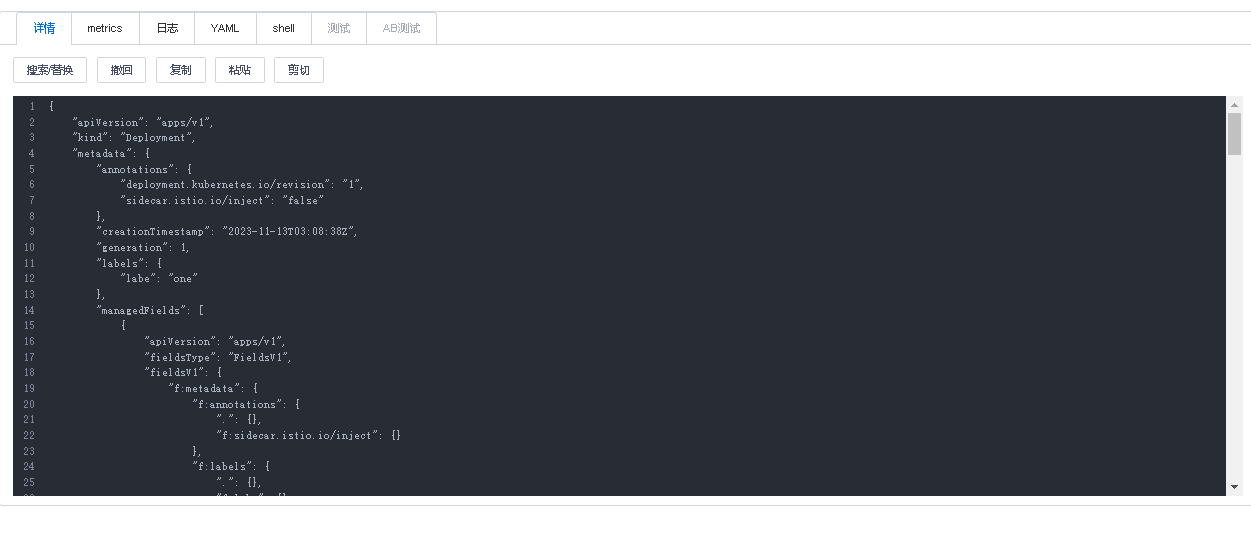 详情 metrics 日志 YAML shell 测试 AB测试
搜索/替换 撤回 复制 粘贴 剪切
1 {
2 "apiVersion": "apps/v1",
3 "kind": "Deployment",
4 "metadata": {
5 "annotations": {
6 "deployment.kubernetes.io/revision": "1",
7 "sidecar.istio.io/inject": "false"
8 },
9 "creationTimestamp": "2023-11-13T03:08:38Z",
10 "generation": 1,
11 "labels": {
12 "labe": "one"
13 },
14 "managedFields": [
15 {
16 "apiVersion": "apps/v1",
17 "fieldsType": "FieldsV1",
18 "fieldsV1": {
19 "f:metadata": {
20 "f:annotations": {
21 ".": {},
22 "f:sidecar.istio.io/inject": {}
23 },
24 "f:labels": {
25 ".": {},